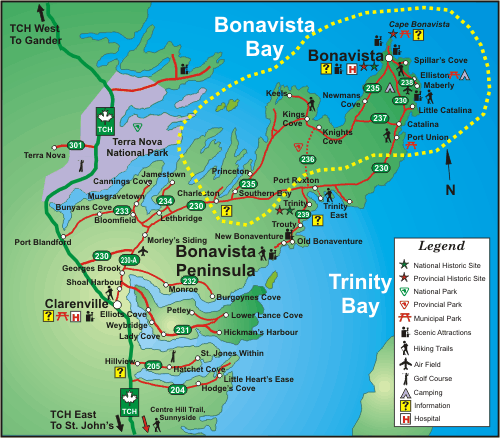 TCH West
To Gander
Bonavista
Bay
Cape Bonavista
Bonavista
Spillar's Cove
Elliston
Maberly
238
235
230
Little Catalina
237
Catalina
Port Union
Keels
Newmans
Cove
Kings
Cove
Knights
Cove
236
230
TCH
301
Terra Nova
Terra Nova
National Park
Jamestown
Cannings Cove
Princeton
235
Port Rexton
Musgravetown
Charleston
Southern Bay
234
230
Bunyans Cove
233
Bloomfield
Lethbridge
Trinity
239
Trinity
East
Trouty
New Bonaventure
Old Bonaventure
Port Blandford
Morley's Siding
230
230-A
Bonavista
Peninsula
Georges Brook
Shoal Harbour
232
Monroe
Burgoynes Cove
Clarenville
Elliots Cove
Petley
Lower Lance Cove
Weybridge
231
Hickman's Harbour
Lady Cove
Hillview
St. Jones Within
205
Hatchet Cove
Little Heart's Ease
204
Hodge's Cove
TCH
TCH East
To St. John's
Centre Hill Trail,
Sunnyside
Trinity
Bay
N
Legend
National Historic Site
Provincial Historic Site
National Park
Provincial Park
Municipal Park
Scenic Attractions
Hiking Trails
Air Field
Golf Course
Camping
? Information
H Hospital